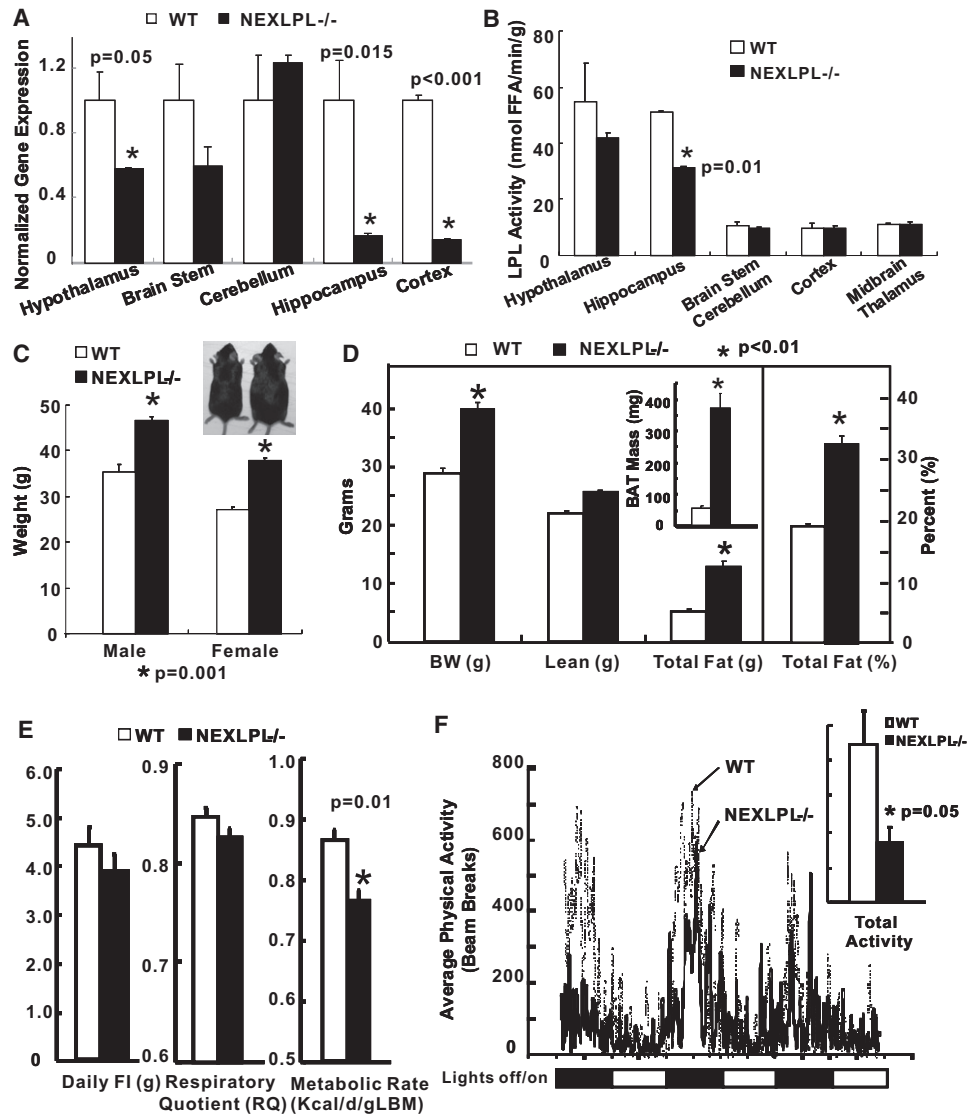 A
WT NEXLPL-/-
Normalized Gene Expression
1.2
0.8
0.4
0
p=0.05
*
p=0.015
*
p<0.001
*
Hypothalamus
Brain Stem
Cerebellum
Hippocampus
Cortex
B
WT
NEXLPL-/-
LPL Activity (nmol FFA/min/g)
80
60
40
20
0
*
p=0.01
Hypothalamus
Hippocampus
Brain Stem
Cerebellum
Cortex
Midbrain
Thalamus
C
WT
NEXLPL-/-
Weight (g)
50
40
30
20
10
0
*
*
Male Female
* p=0.001
D
WT NEXLPL-/- * p<0.01
Grams
40
30
20
10
0
*
BAT Mass (mg)
400
300
200
100
0
*
*
*
Percent (%)
40
30
20
10
0
BW (g) Lean (g) Total Fat (g) Total Fat (%)
E
WT NEXLPL-/-
6.0
5.0
4.0
3.0
2.0
1.0
0
Daily FI (g)
0.9
0.8
0.7
0.6
Respiratory
Quotient (RQ)
1.0
0.9
0.8
0.7
0.6
0.5
p=0.01
*
Metabolic Rate
(Kcal/d/gLBM)
F
Average Physical Activity
(Beam Breaks)
800
600
400
200
0
WT
NEXLPL-/-
WT
NEXLPL-/-
* p=0.05
Total
Activity
Lights off/on